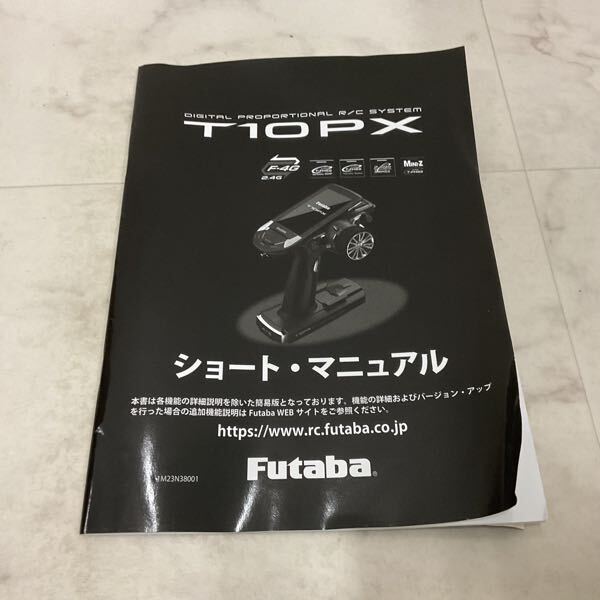 DIGITAL PROPORTIONAL R/C SYSTEM
T10PX
F-4G
2.4G
MINI-Z
Futaba
T10PX
ショート・マニュアル
本書は各機能の詳細説明を除いた簡易版となっております、機能の詳細およびバージョン・アップ
を行った場合の追加機能説明は Futaba WEB サイトをご参照ください。
https://www.rc.futaba.co.jp
Futaba®
1M23N38001